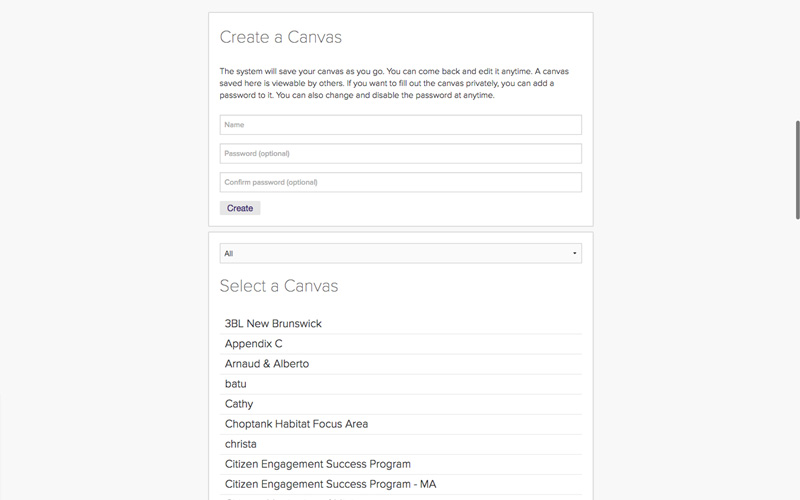 Create a Canvas
The system will save your canvas as you go. You can come back and edit it anytime. A canvas
saved here is viewable by others. If you want to fill out the canvas privately, you can add a
password to it. You can also change and disable the password at anytime.
Name
Password (optional)
Confirm password (optional)
Create
All
Select a Canvas
3BL New Brunswick
Appendix C
Arnaud & Alberto
batu
Cathy
Choptank Habitat Focus Area
christa
Citizen Engagement Success Program
Citizen Engagement Success Program - MA